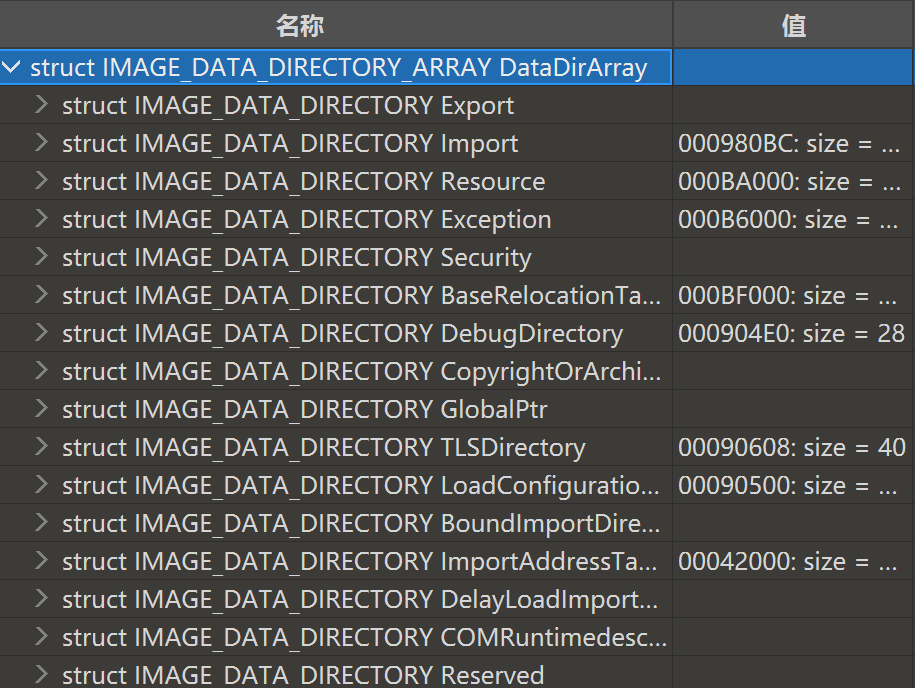 名称 值
struct IMAGE_DATA_DIRECTORY_ARRAY DataDirArray
struct IMAGE_DATA_DIRECTORY Export
struct IMAGE_DATA_DIRECTORY Import 000980BC: size = ...
struct IMAGE_DATA_DIRECTORY Resource 000BA000: size = ...
struct IMAGE_DATA_DIRECTORY Exception 000B6000: size = ...
struct IMAGE_DATA_DIRECTORY Security
struct IMAGE_DATA_DIRECTORY BaseRelocationTa... 000BF000: size = ...
struct IMAGE_DATA_DIRECTORY DebugDirectory 000904E0: size = 28
struct IMAGE_DATA_DIRECTORY CopyrightOrArchi...
struct IMAGE_DATA_DIRECTORY GlobalPtr
struct IMAGE_DATA_DIRECTORY TLSDirectory 00090608: size = 40
struct IMAGE_DATA_DIRECTORY LoadConfiguratio... 00090500: size = ...
struct IMAGE_DATA_DIRECTORY BoundImportDire...
struct IMAGE_DATA_DIRECTORY ImportAddressTa... 00042000: size = ...
struct IMAGE_DATA_DIRECTORY DelayLoadImport...
struct IMAGE_DATA_DIRECTORY COMRuntimedesc...
struct IMAGE_DATA_DIRECTORY Reserved